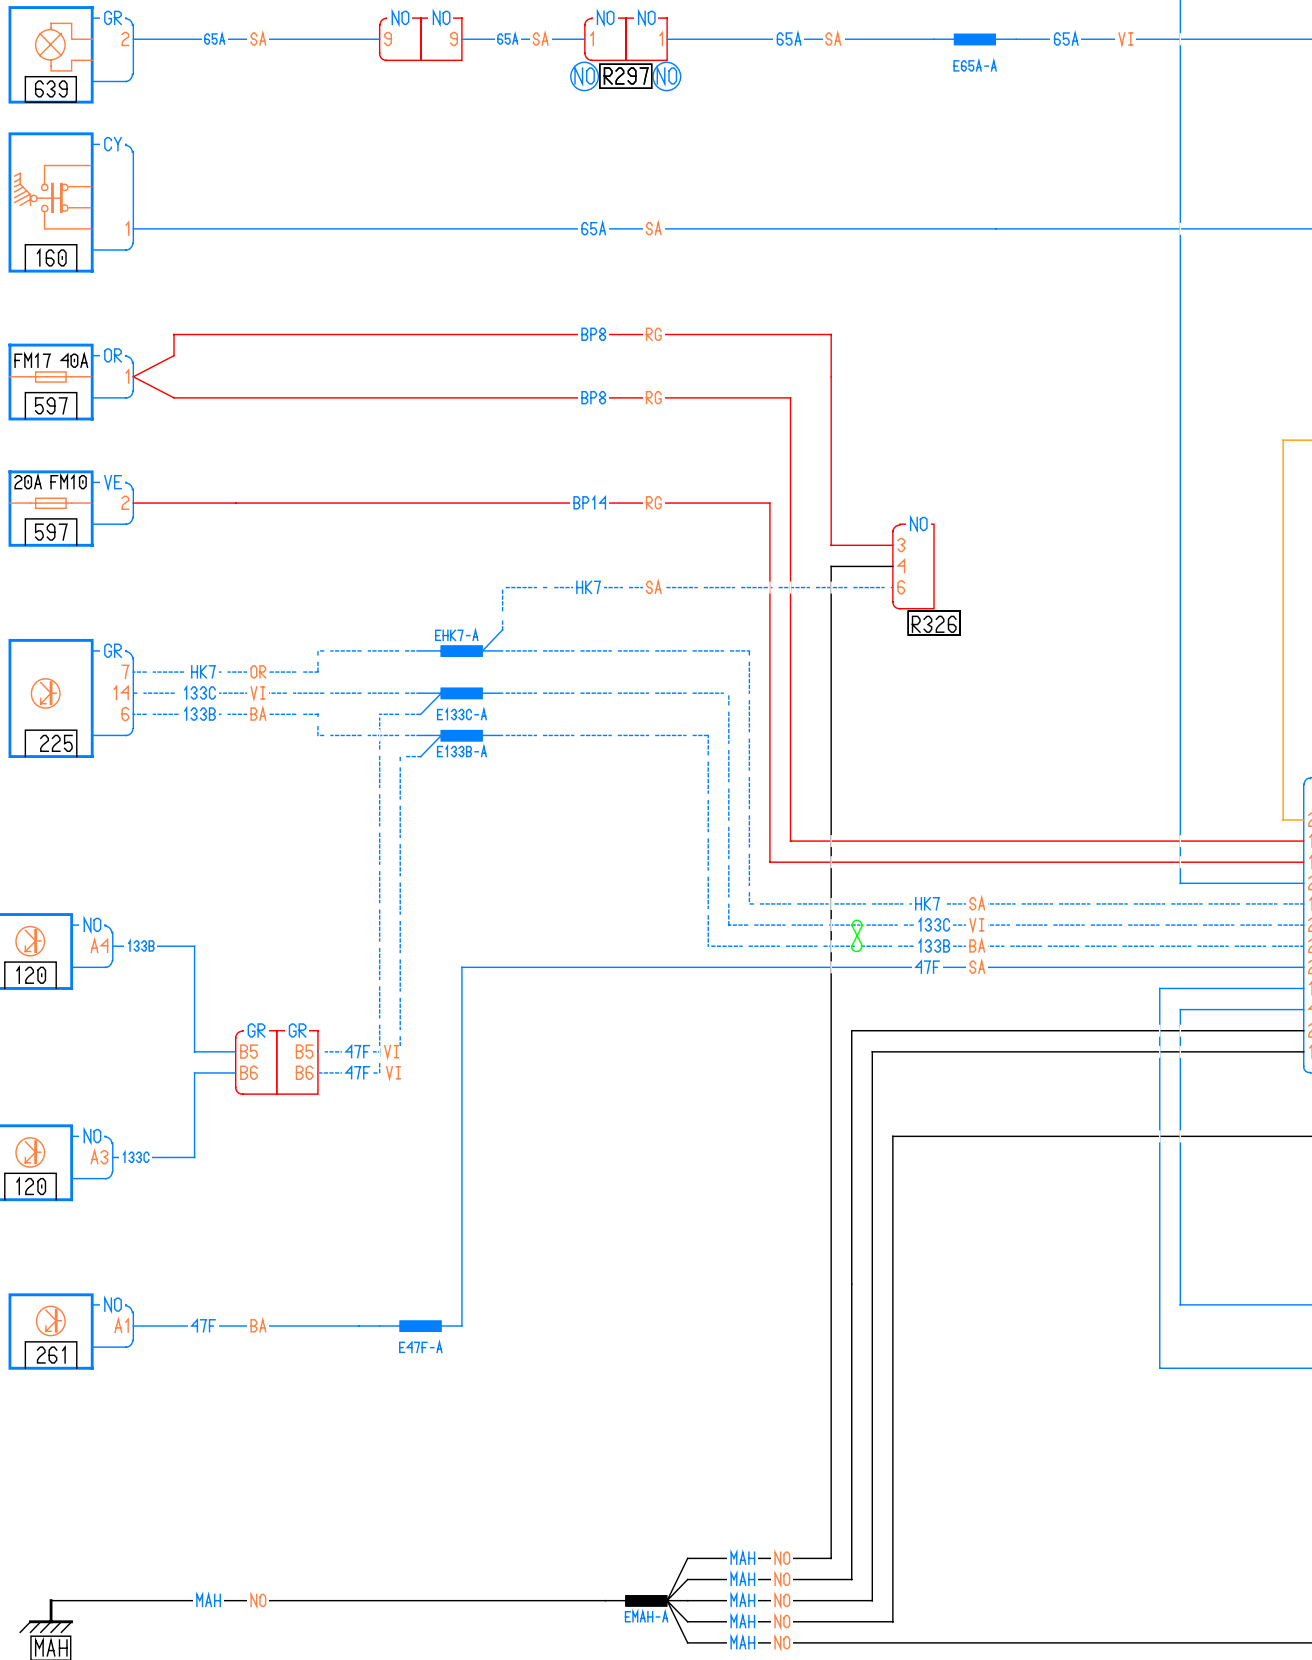 GR NO NO NO NO
2 65A SA 9 9 65A SA 1 1 65A SA 65A VI
NO R297 NO E65A-A
639
CY
1 65A SA
160
BP8 RG
FM17 40A OR
1
597 BP8 RG
20A FM10 VE
2 BP14 RG
597
NO
3
4
HK7 SA 6
R326
EHK7-A
GR
7 HK7 OR
14 133C VI
6 133B BA E133C-A
225
E133B-A
HK7 SA
NO 133C VI
A4 133B 133B BA
120 47F SA
GR GR
B5 B5 47F VI
B6 B6 47F VI
NO
A3 133C
120
NO
A1 47F BA
E47F-A
261
MAH NO
MAH NO
MAH NO MAH NO
EMAH-A MAH NO
MAH MAH NO